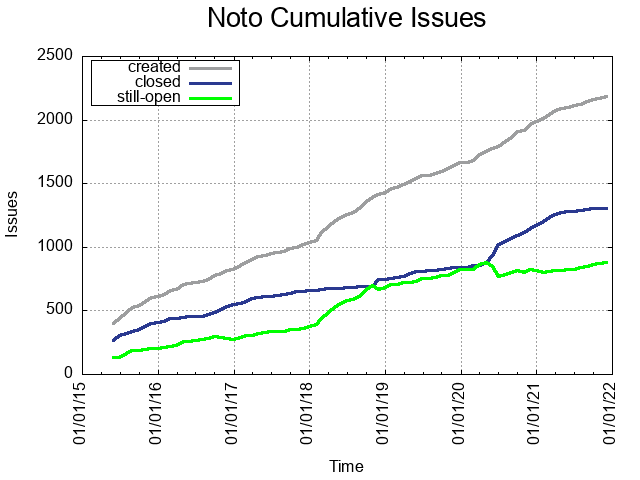 Noto Cumulative Issues
2500
2000
1500
1000
500
0
Issues
created
closed
still-open
01/01/15
01/01/16
01/01/17
01/01/18
01/01/19
01/01/20
01/01/21
01/01/22
Time